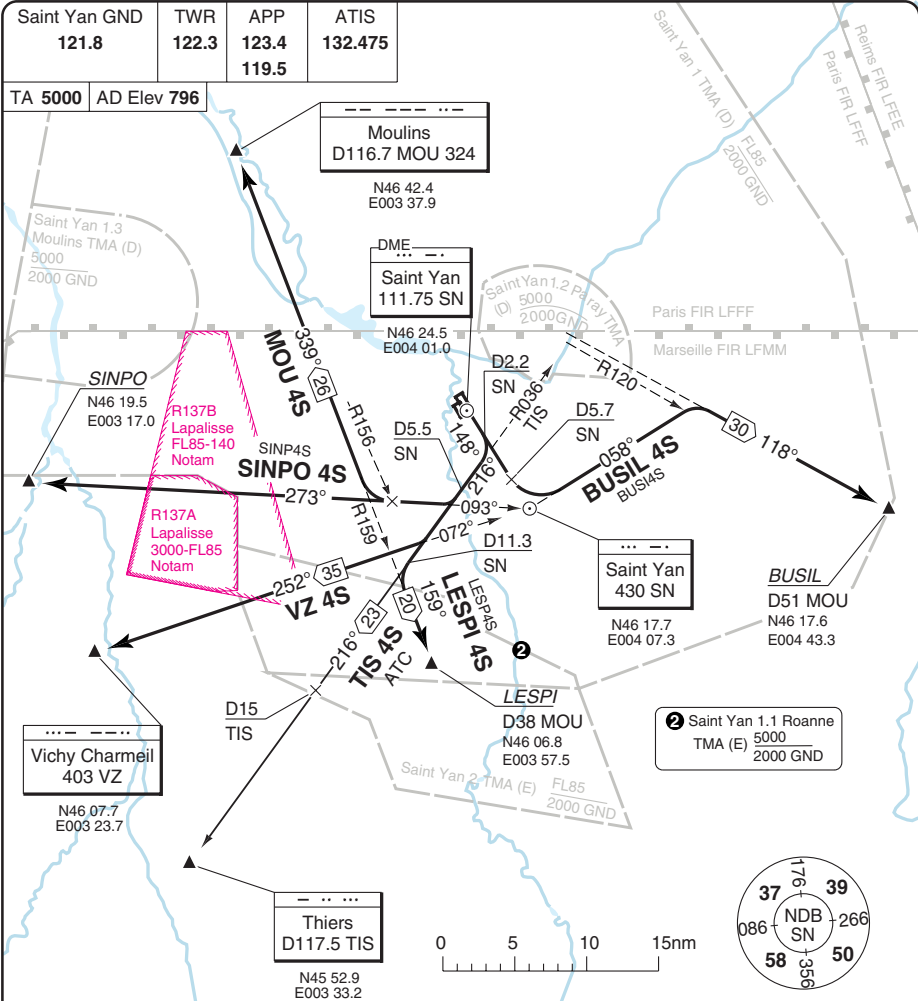 Saint Yan GND
121.8
TWR
122.3
APP
123.4
119.5
ATIS
132.475
TA 5000
AD Elev 796
Saint Yan 1 TMA (D)
FL85
2000 GND
Reims FIR LFEE
Paris FIR LFFF
Moulins
D116.7 MOU 324
N46 42.4
E003 37.9
Saint Yan 1.3
Moulins TMA (D)
5000
2000 GND
DME
Saint Yan
111.75 SN
N46 24.5
E004 01.0
Saint Yan 1.2 Paray TMA
(D)
5000
2000GND
Paris FIR LFFF
Marseille FIR LFMM
339°
26
MOU 4S
SINPO
N46 19.5
E003 17.0
R137B
Lapalisse
FL85-140
Notam
R156
D5.5
SN
D2.2
SN
R036
TIS
R120
D5.7
SN
30
118°
148°
216°
058°
BUSIL 4S
BUSI4S
SINP4S
SINPO 4S
273°
093°
R137A
Lapalisse
3000-FL85
Notam
R159
072°
D11.3
SN
Saint Yan
430 SN
N46 17.7
E004 07.3
BUSIL
D51 MOU
N46 17.6
E004 43.3
252°
35
VZ 4S
159°
20
LESP4S
LESPI 4S
216°
23
TIS 4S
ATC
2
D15
TIS
LESPI
D38 MOU
N46 06.8
E003 57.5
2 Saint Yan 1.1 Roanne
TMA (E)
5000
2000 GND
Vichy Charmeil
403 VZ
N46 07.7
E003 23.7
Saint Yan 2 TMA (E)
FL85
2000 GND
Thiers
D117.5 TIS
N45 52.9
E003 33.2
0 5 10 15nm
176
37 39
086 NDB 266
SN
58 50
356